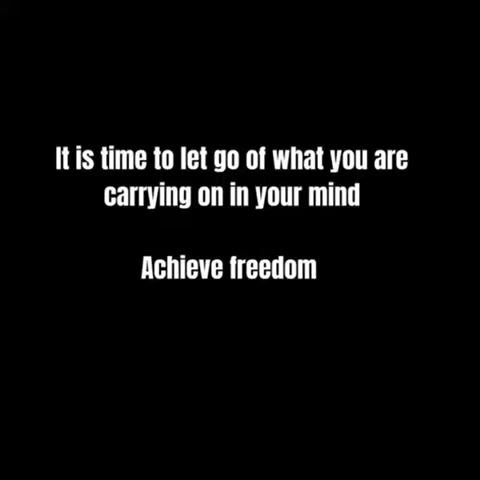 It is time to let go of what you are
carrying on in your mind
Achieve freedom